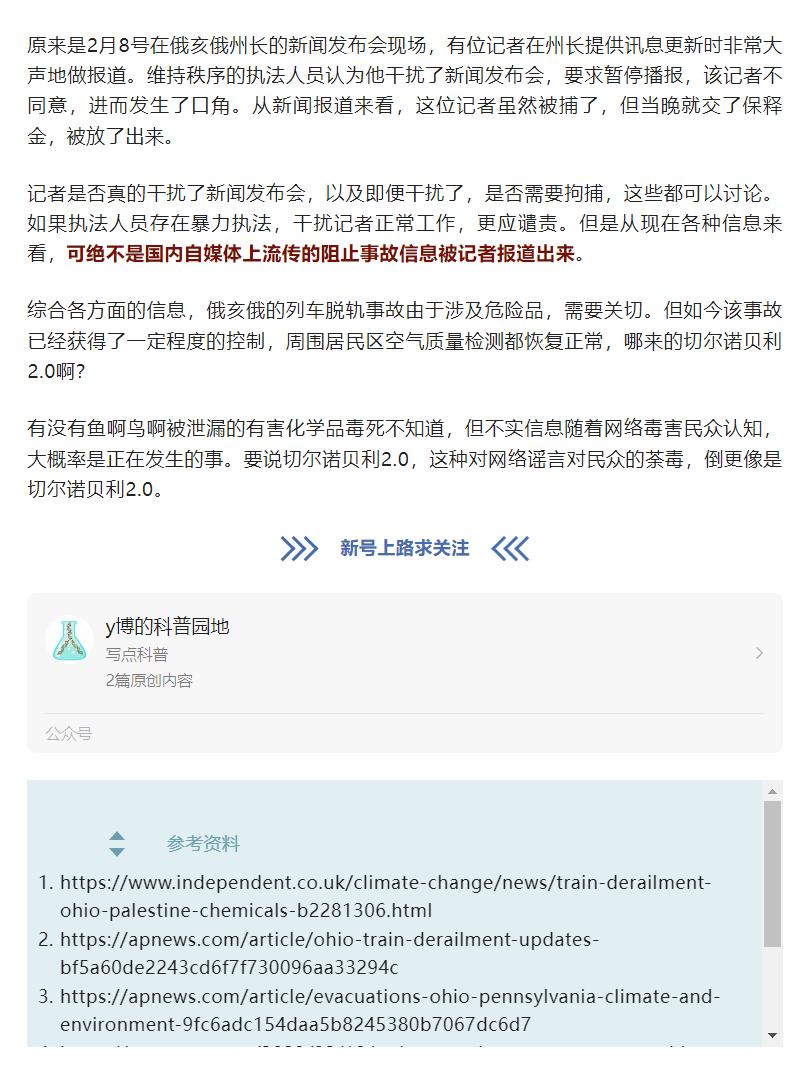 原来是2月8号在俄亥俄州长的新闻发布会现场，有位记者在州长提供讯息更新时非常大
声地做报道。维持秩序的执法人员认为他干扰了新闻发布会，要求暂停播报，该记者不
同意，进而发生了口角。从新闻报道来看，这位记者虽然被捕了，但当晚就交了保释
金，被放了出来。
记者是否真的干扰了新闻发布会，以及即便干扰了，是否需要拘捕，这些都可以讨论。
如果执法人员存在暴力执法，干扰记者正常工作，更应谴责。但是从现在各种信息来
看，可绝不是国内自媒体上流传的阻止事故信息被记者报道出来。
综合各方面的信息，俄亥俄的列车脱轨事故由于涉及危险品，需要关切。但如今该事故
已经获得了一定程度的控制，周围居民区空气质量检测都恢复正常，哪来的切尔诺贝利
2.0啊?
有没有鱼啊鸟啊被泄漏的有害化学品毒死不知道，但不实信息随着网络毒害民众认知，
大概率是正在发生的事。要说切尔诺贝利2.0，这种对网络谣言对民众的荼毒，倒更像是
切尔诺贝利2.0。
新号上路求关注
y博的科普园地
写点科普
2篇原创内容
公众号
参考资料
1. https://www.independent.co.uk/climate-change/news/train-derailment-
ohio-palestine-chemicals-b2281306.html
2. https://apnews.com/article/ohio-train-derailment-updates-
bf5a60de2243cd6f7f730096aa33294c
3. https://apnews.com/article/evacuations-ohio-pennsylvania-climate-and-
environment-9fc6adc154daa5b8245380b7067dc6d7